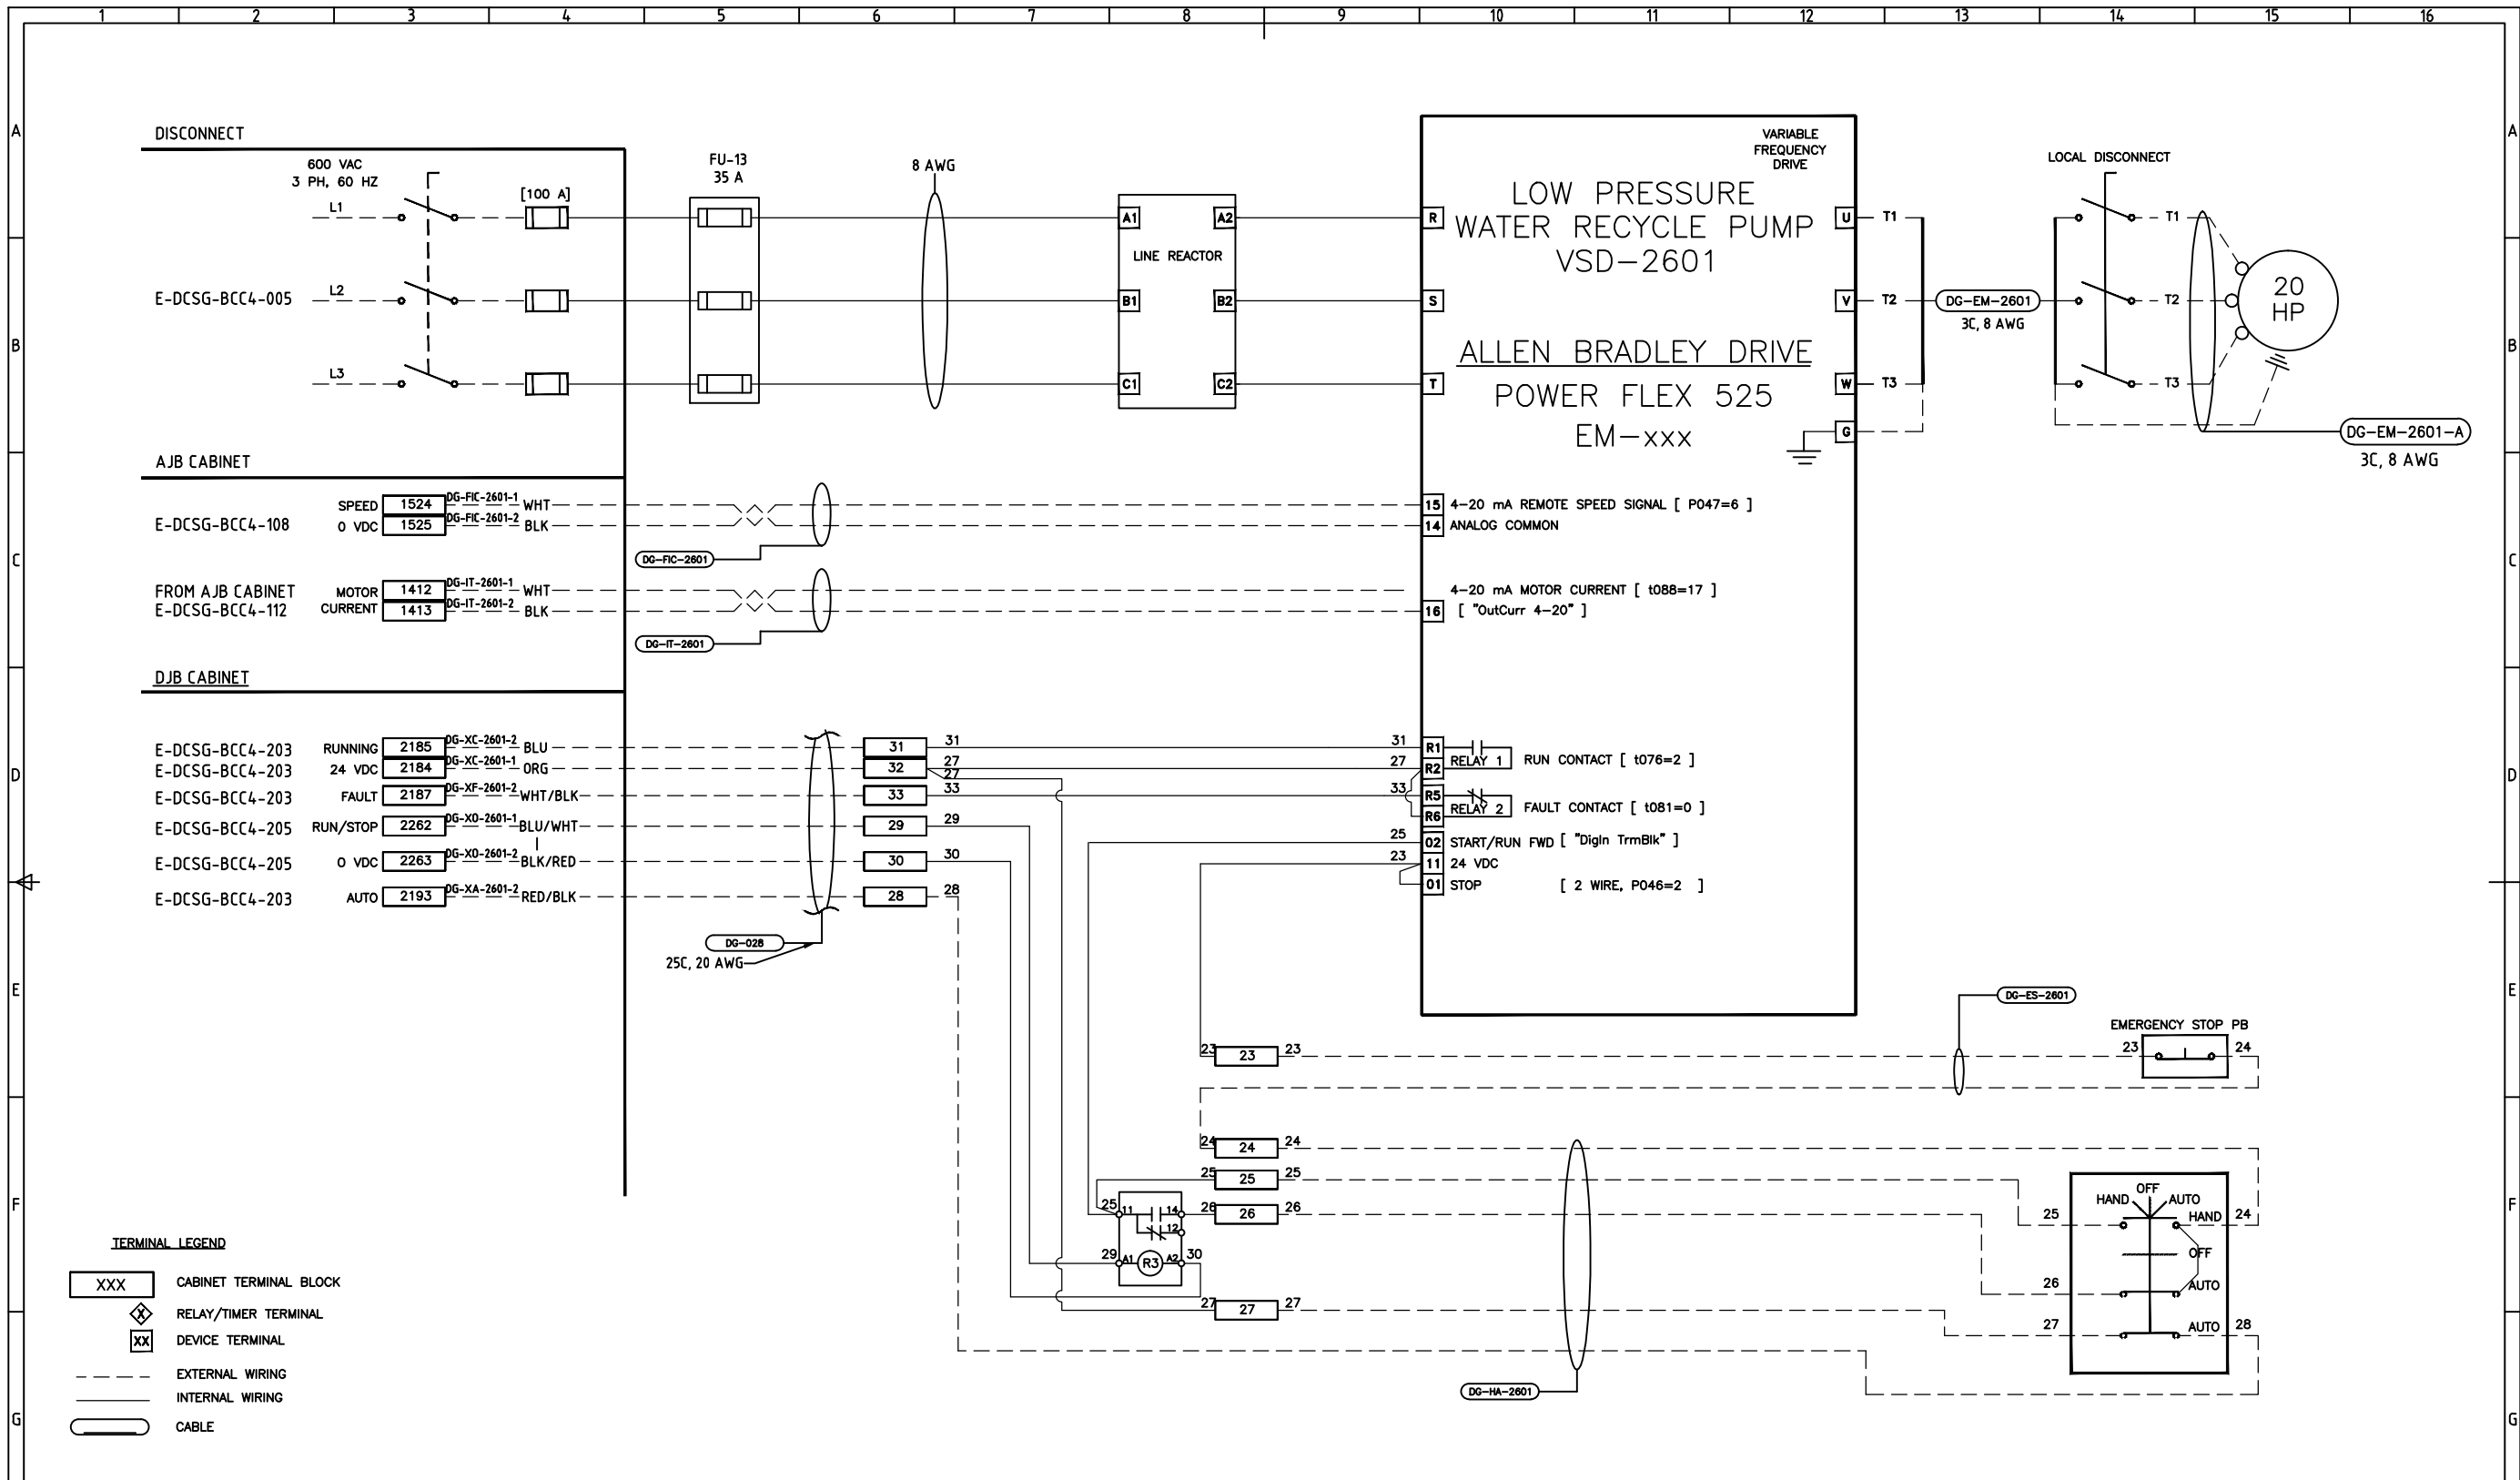 1 2 3 4 5 6 7 8 9 10 11 12 13 14 15 16
A A
B B
C C
D D
E E
F F
G G
DISCONNECT
600 VAC
3 PH, 60 HZ
[100 A]
L1
L2
L3
E-DCSG-BCC4-005
FU-13
35 A
8 AWG
A1 A2
LINE REACTOR
B1 B2
C1 C2
VARIABLE
FREQUENCY
DRIVE
LOW PRESSURE
WATER RECYCLE PUMP
VSD-2601
ALLEN BRADLEY DRIVE
POWER FLEX 525
EM-xxx
R
S
T
U T1
V T2
W T3
G
DG-EM-2601
3C, 8 AWG
LOCAL DISCONNECT
T1
T2
T3
20
HP
DG-EM-2601-A
3C, 8 AWG
AJB CABINET
SPEED 1524 DG-FIC-2601-1 WHT
E-DCSG-BCC4-108
0 VDC 1525 DG-FIC-2601-2 BLK
DG-FIC-2601
15 4-20 mA REMOTE SPEED SIGNAL [ P047=6 ]
14 ANALOG COMMON
FROM AJB CABINET
E-DCSG-BCC4-112
MOTOR 1412 DG-IT-2601-1 WHT
CURRENT 1413 DG-IT-2601-2 BLK
DG-IT-2601
4-20 mA MOTOR CURRENT [ t088=17 ]
16 [ "OutCurr 4-20" ]
DJB CABINET
E-DCSG-BCC4-203 RUNNING 2185 DG-XC-2601-2 BLU 31 31 31 R1
E-DCSG-BCC4-203 24 VDC 2184 DG-XC-2601-1 ORG 32 27 27 R2
27
RELAY 1 RUN CONTACT [ t076=2 ]
E-DCSG-BCC4-203 FAULT 2187 DG-XF-2601-2 WHT/BLK 33 33 33 R5
R6 RELAY 2 FAULT CONTACT [ t081=0 ]
E-DCSG-BCC4-205 RUN/STOP 2262 DG-XO-2601-1 BLU/WHT 29 29
E-DCSG-BCC4-205 0 VDC 2263 DG-XO-2601-2 BLK/RED 30 30
E-DCSG-BCC4-203 AUTO 2193 DG-XA-2601-2 RED/BLK 28 28
25 02 START/RUN FWD [ "DigIn TrmBlk" ]
23 11 24 VDC
01 STOP [ 2 WIRE, P046=2 ]
DG-028
25C, 20 AWG
DG-ES-2601
EMERGENCY STOP PB
23 23 23 23 24
24 24 24
25 25 25
26 26 26
27 27 27
25 11 14
12
29 A1 R3 A2 30
DG-HA-2601
OFF
HAND AUTO
25 HAND 24
OFF
26 AUTO
27 AUTO 28
TERMINAL LEGEND
XXX CABINET TERMINAL BLOCK
X RELAY/TIMER TERMINAL
XX DEVICE TERMINAL
EXTERNAL WIRING
INTERNAL WIRING
CABLE